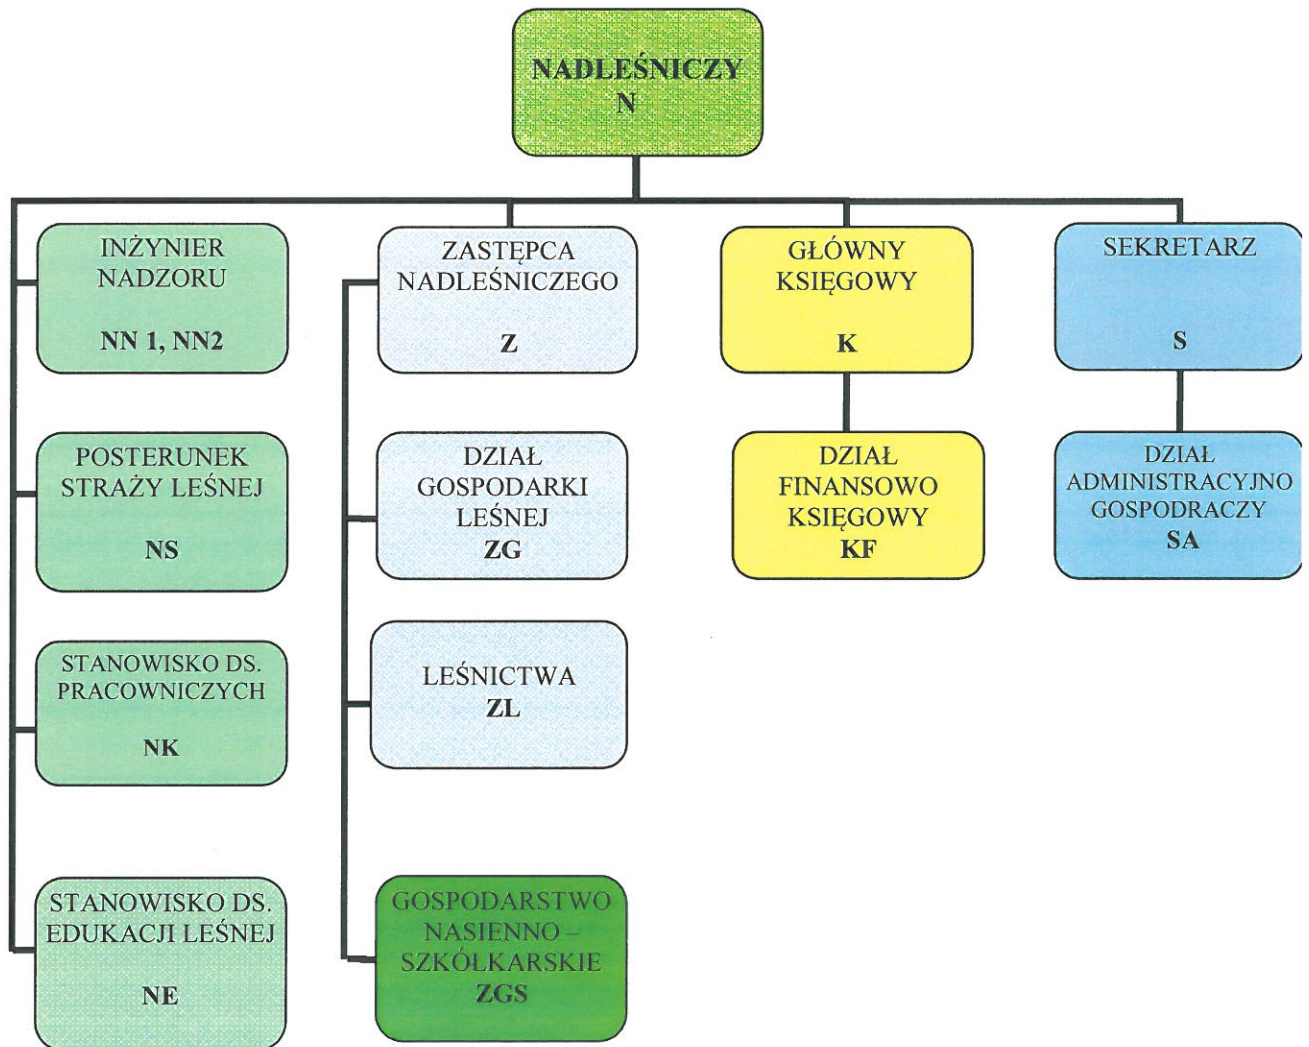 NADLEŚNICZY
N
INŻYNIER
NADZORU
NN 1, NN2
ZASTĘPCA
NADLEŚNICZEGO
Z
GŁÓWNY
KSIĘGOWY
K
SEKRETARZ
S
POSTERUNEK
STRAŻY LEŚNEJ
NS
DZIAŁ
GOSPODARKI
LEŚNEJ
ZG
DZIAŁ
FINANSOWO
KSIĘGOWY
KF
DZIAŁ
ADMINISTRACYJNO
GOSPODRACZY
SA
STANOWISKO DS.
PRACOWNICZYCH
NK
LEŚNICTWA
ZL
STANOWISKO DS.
EDUKACJI LEŚNEJ
NE
GOSPODARSTWO
NASIENNO –
SZKÓŁKARSKIE
ZGS